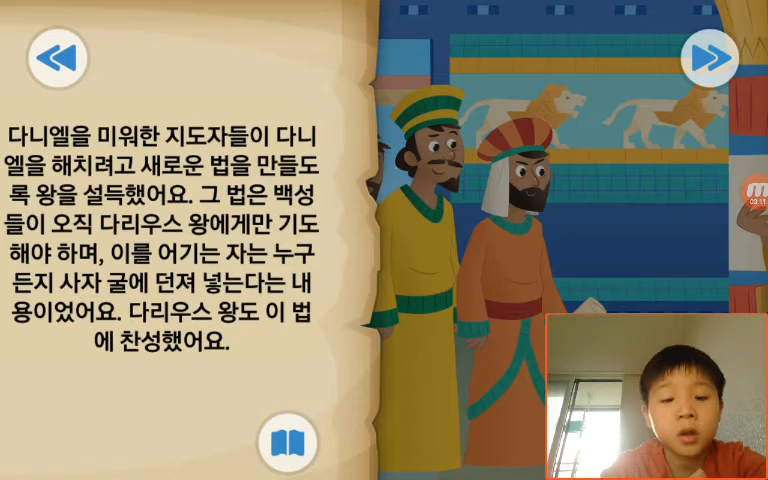 다니엘을 미워한 지도자들이 다니
엘을 해치려고 새로운 법을 만들도
록 왕을 설득했어요. 그 법은 백성
들이 오직 다리우스 왕에게만 기도
해야 하며, 이를 어기는 자는 누구
든지 사자 굴에 던져 넣는다는 내
용이었어요. 다리우스 왕도 이 법
에 찬성했어요.
03:11